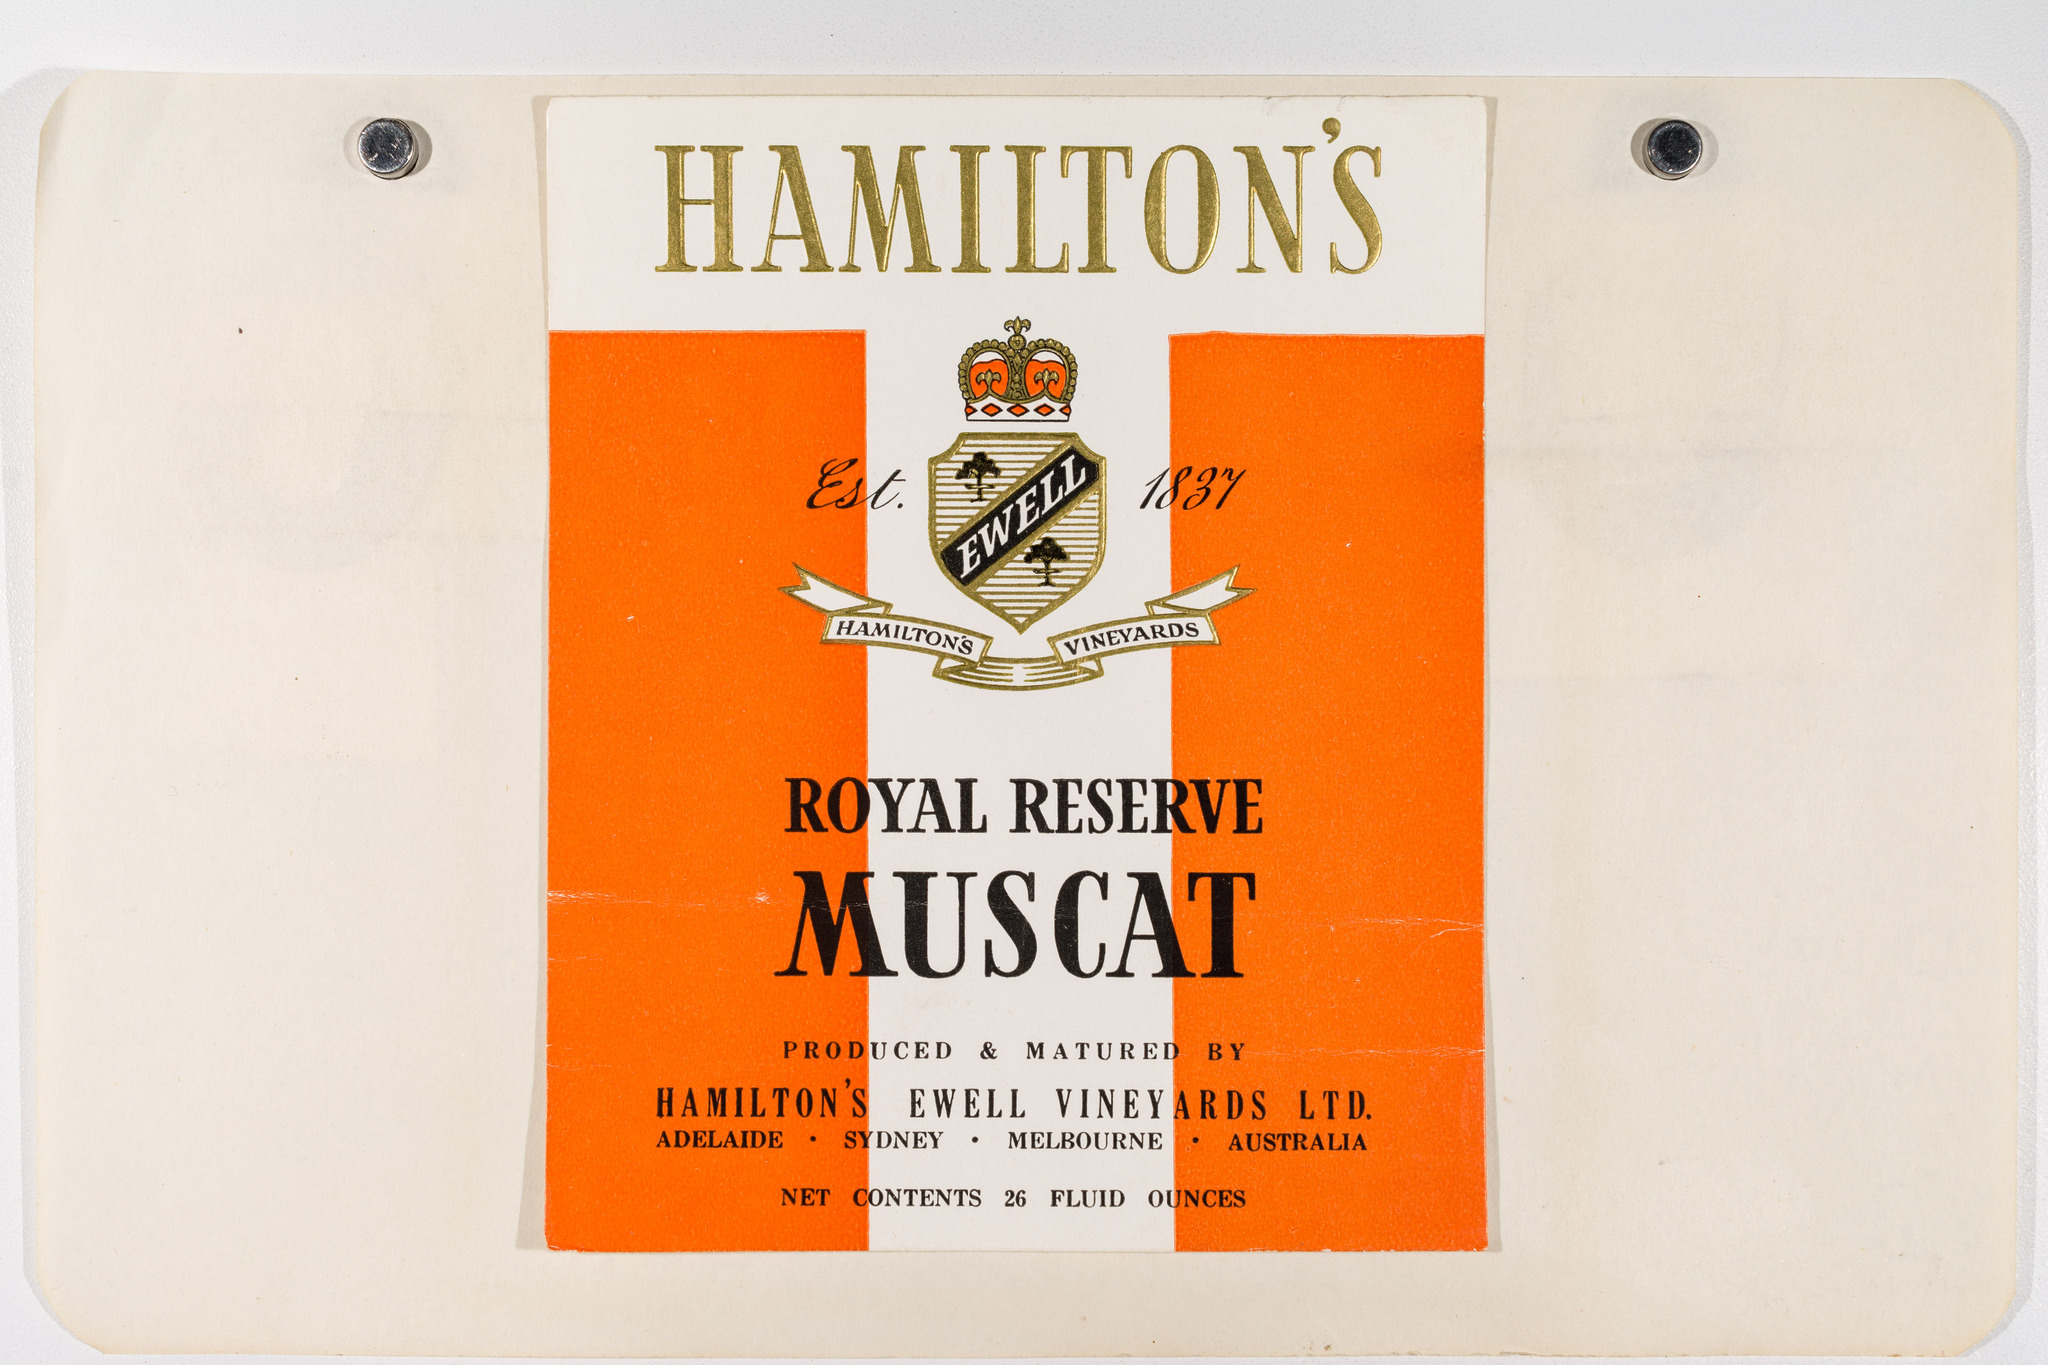 HAMILTON'S
Est. 1837
EWELL
HAMILTON'S VINEYARDS
ROYAL RESERVE
MUSCAT
PRODUCED & MATURED BY
HAMILTON'S EWELL VINEYARDS LTD.
ADELAIDE • SYDNEY • MELBOURNE • AUSTRALIA
NET CONTENTS 26 FLUID OUNCES